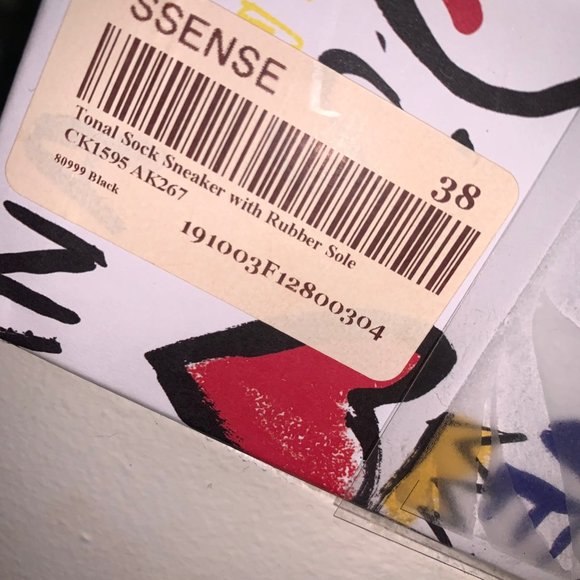 SSENSE
38
Tonal Sock Sneaker with Rubber Sole
CK1595 AK267
80999 Black
191003F12800304